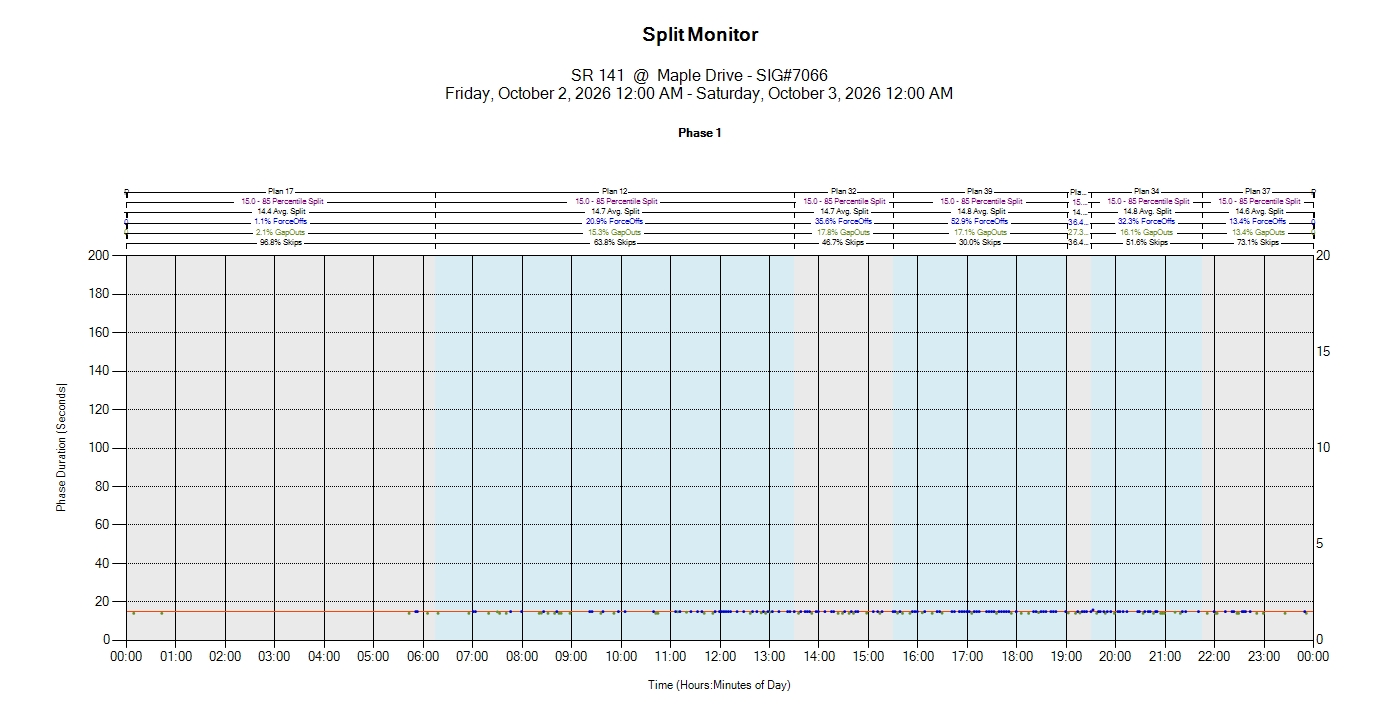 Split Monitor
SR 141 @ Maple Drive - SIG#7066
Friday, October 2, 2026 12:00 AM - Saturday, October 3, 2026 12:00 AM
Phase 1
Plan 17 Plan 12 Plan 32 Plan 39 Pla... Plan 34 Plan 37
15.0 - 85 Percentile Split 15.0 - 85 Percentile Split 15.0 - 85 Percentile Split 15.0 - 85 Percentile Split 15... 15.0 - 85 Percentile Split 15.0 - 85 Percentile Split
14.4 Avg. Split 14.7 Avg. Split 14.7 Avg. Split 14.8 Avg. Split 14... 14.8 Avg. Split 14.6 Avg. Split
1.1% ForceOffs 20.9% ForceOffs 35.6% ForceOffs 52.9% ForceOffs 36.4... 32.3% ForceOffs 13.4% ForceOffs
2.1% GapOuts 15.3% GapOuts 17.8% GapOuts 17.1% GapOuts 27.3... 16.1% GapOuts 13.4% GapOuts
96.8% Skips 63.8% Skips 46.7% Skips 30.0% Skips 36.4... 51.6% Skips 73.1% Skips
200 20
180
160
15
140
120
100 10
80
60
5
40
20
0 0
Phase Duration (Seconds)
00:00 01:00 02:00 03:00 04:00 05:00 06:00 07:00 08:00 09:00 10:00 11:00 12:00 13:00 14:00 15:00 16:00 17:00 18:00 19:00 20:00 21:00 22:00 23:00 00:00
Time (Hours:Minutes of Day)